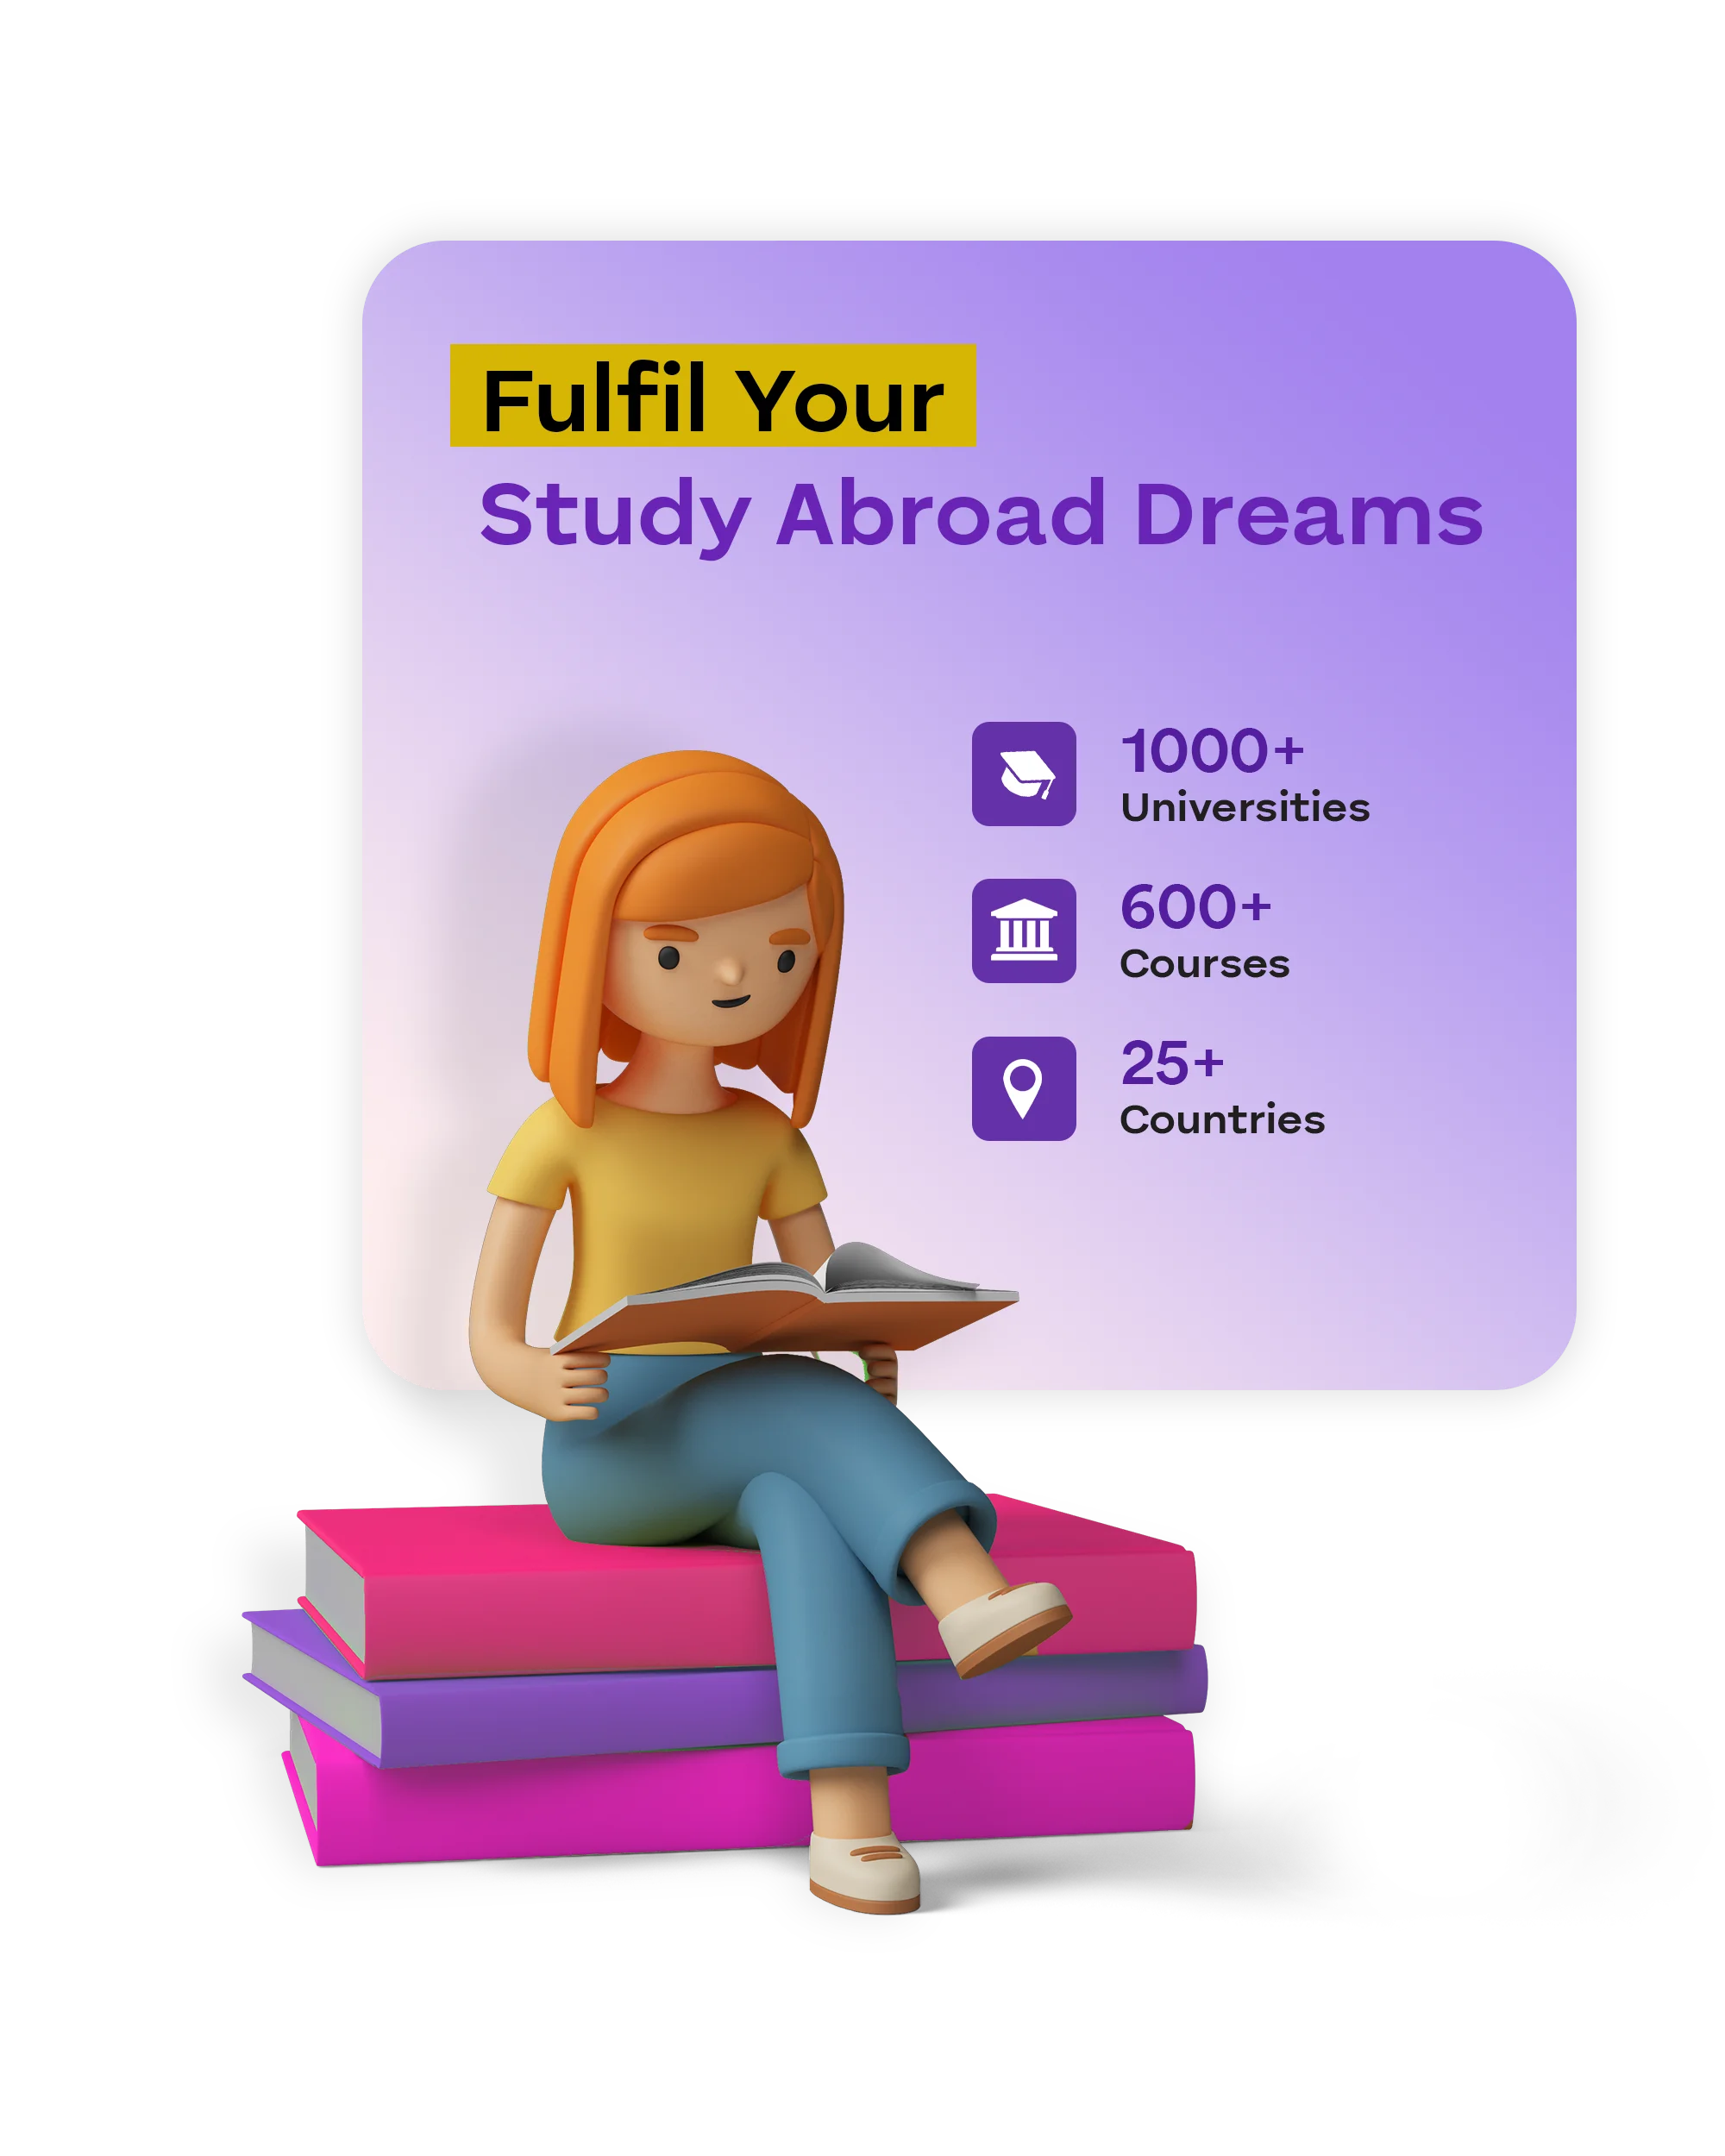 Fulfil Your
Study Abroad Dreams
1000+
Universities
600+
Courses
25+
Countries